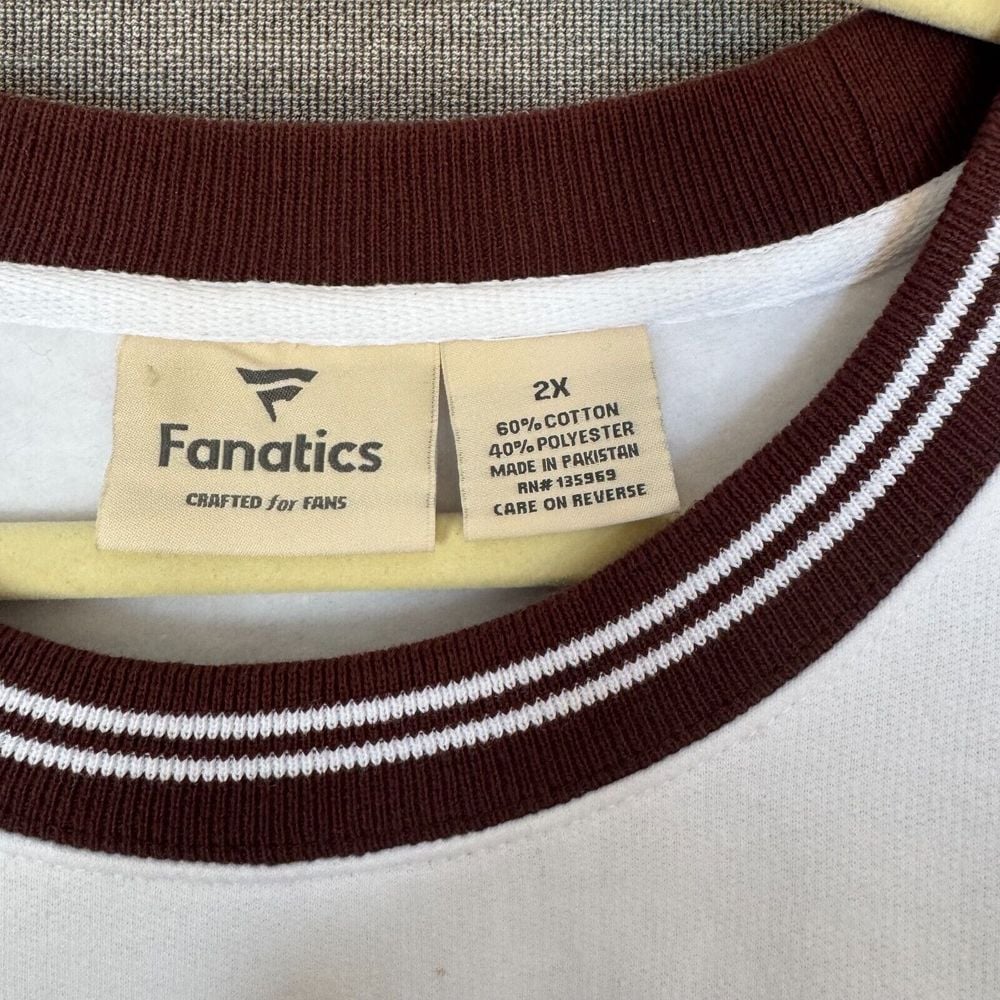 Fanatics
CRAFTED for FANS
2X
60% COTTON
40% POLYESTER
MADE IN PAKISTAN
RN# 135969
CARE ON REVERSE